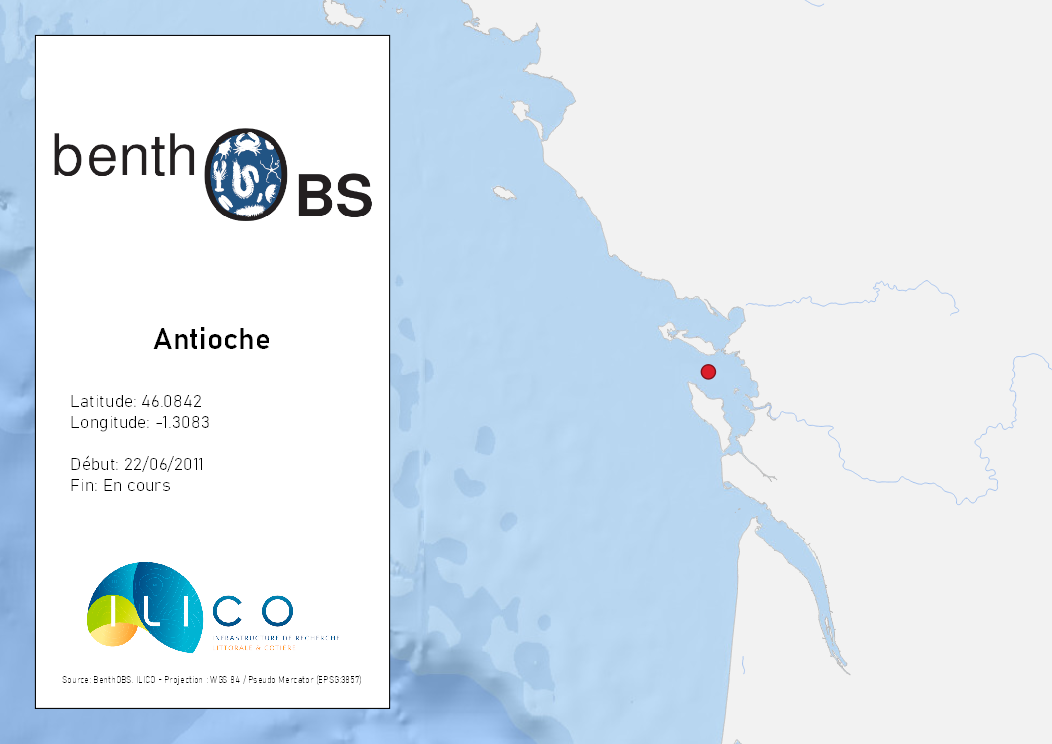 benthOBS
Antioche
Latitude: 46.0842
Longitude: -1.3083
Début: 22/06/2011
Fin: En cours
ILICO
INFRASTRUCTURE DE RECHERCHE
LITTORALE & COTIERE
Source: BenthOBS, ILICO - Projection : WGS 84 / Pseudo Mercator (EPSG:3857)